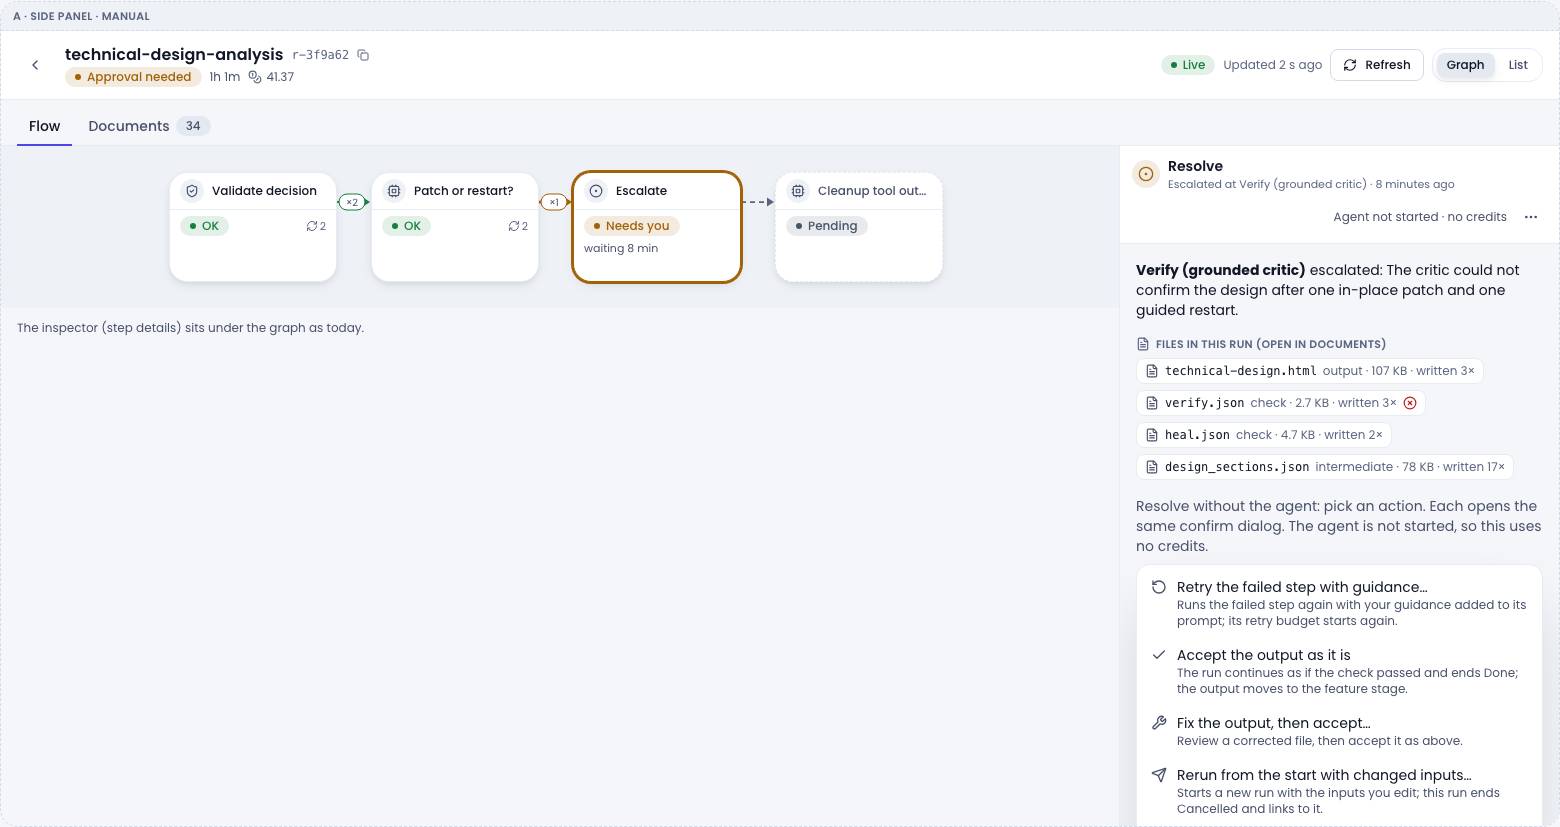 A · SIDE PANEL · MANUAL
technical-design-analysis r-3f9a62
Approval needed 1h 1m 41.37
Live Updated 2 s ago Refresh Graph List
Flow Documents 34
Validate decision
OK 2
×2
Patch or restart?
OK 2
×1
Escalate
Needs you
waiting 8 min
Cleanup tool out...
Pending
The inspector (step details) sits under the graph as today.
Resolve
Escalated at Verify (grounded critic) · 8 minutes ago
Agent not started · no credits
Verify (grounded critic) escalated: The critic could not
confirm the design after one in-place patch and one
guided restart.
FILES IN THIS RUN (OPEN IN DOCUMENTS)
technical-design.html output · 107 KB · written 3×
verify.json check · 2.7 KB · written 3×
heal.json check · 4.7 KB · written 2×
design_sections.json intermediate · 78 KB · written 17×
Resolve without the agent: pick an action. Each opens the
same confirm dialog. The agent is not started, so this uses
no credits.
Retry the failed step with guidance...
Runs the failed step again with your guidance added to its
prompt; its retry budget starts again.
Accept the output as it is
The run continues as if the check passed and ends Done;
the output moves to the feature stage.
Fix the output, then accept...
Review a corrected file, then accept it as above.
Rerun from the start with changed inputs...
Starts a new run with the inputs you edit; this run ends
Cancelled and links to it.